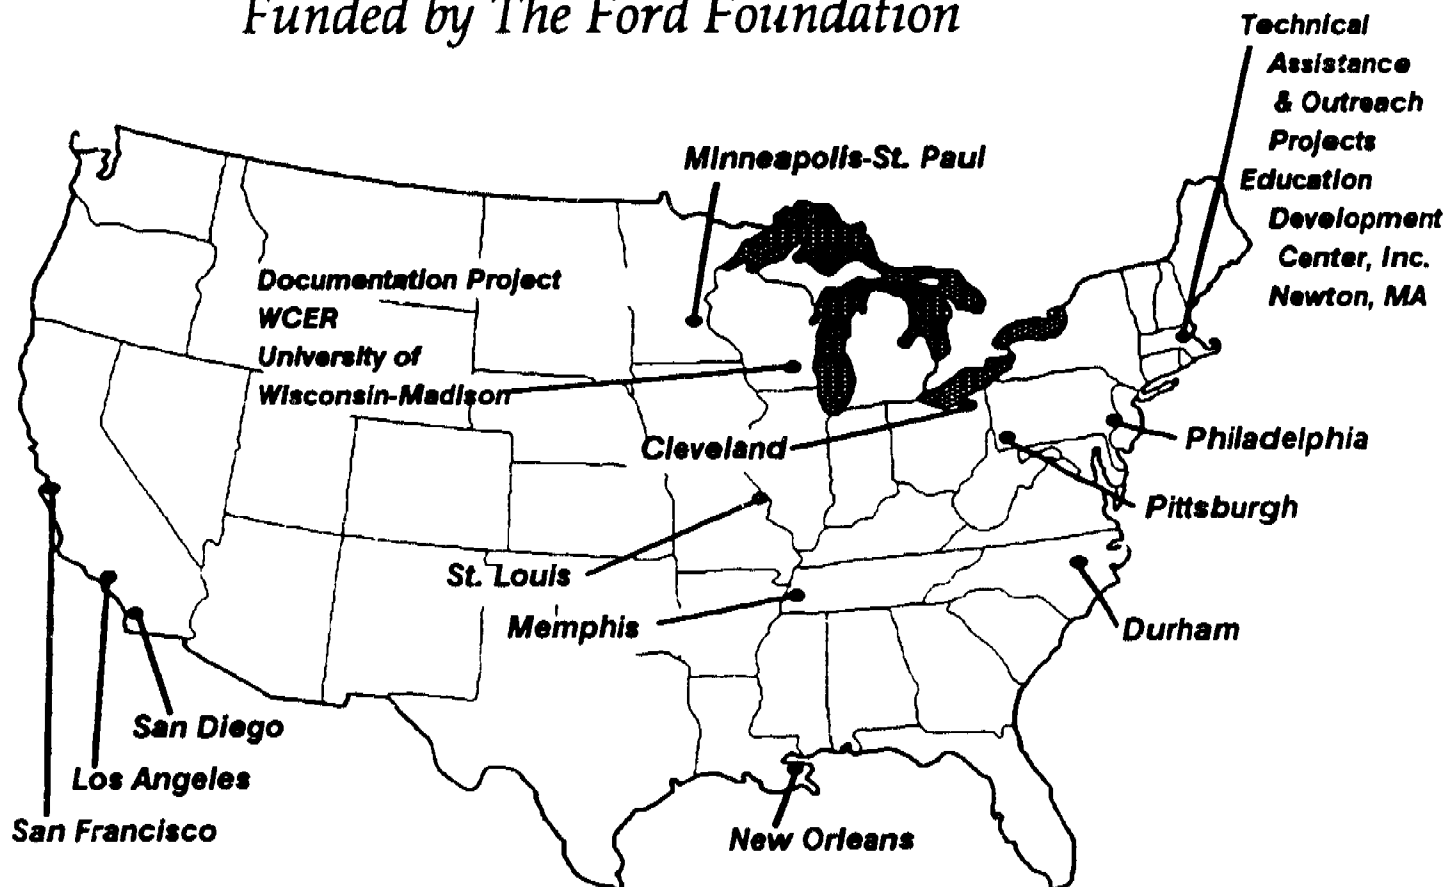 Funded by The Ford Foundation
Technical
Assistance
& Outreach
Projects
Education
Development
Center, Inc.
Newton, MA
Minneapolis-St. Paul
Documentation Project
WCER
University of
Wisconsin-Madison
Cleveland
Philadelphia
Pittsburgh
St. Louis
Memphis
Durham
San Diego
Los Angeles
San Francisco
New Orleans